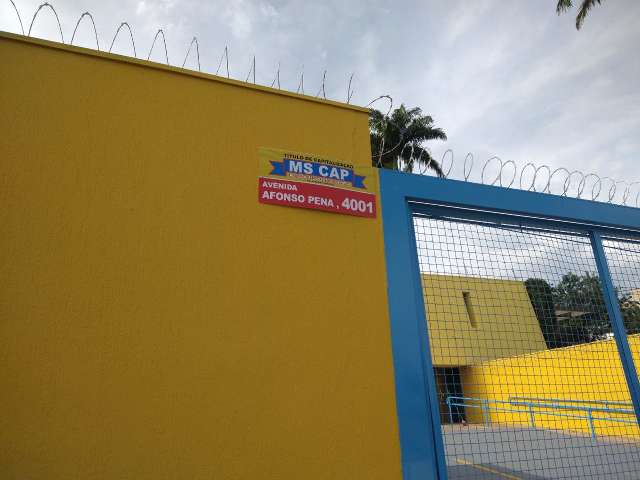 TÍTULO DE CAPITALIZAÇÃO
MS CAP
AVENIDA
AFONSO PENA , 4001